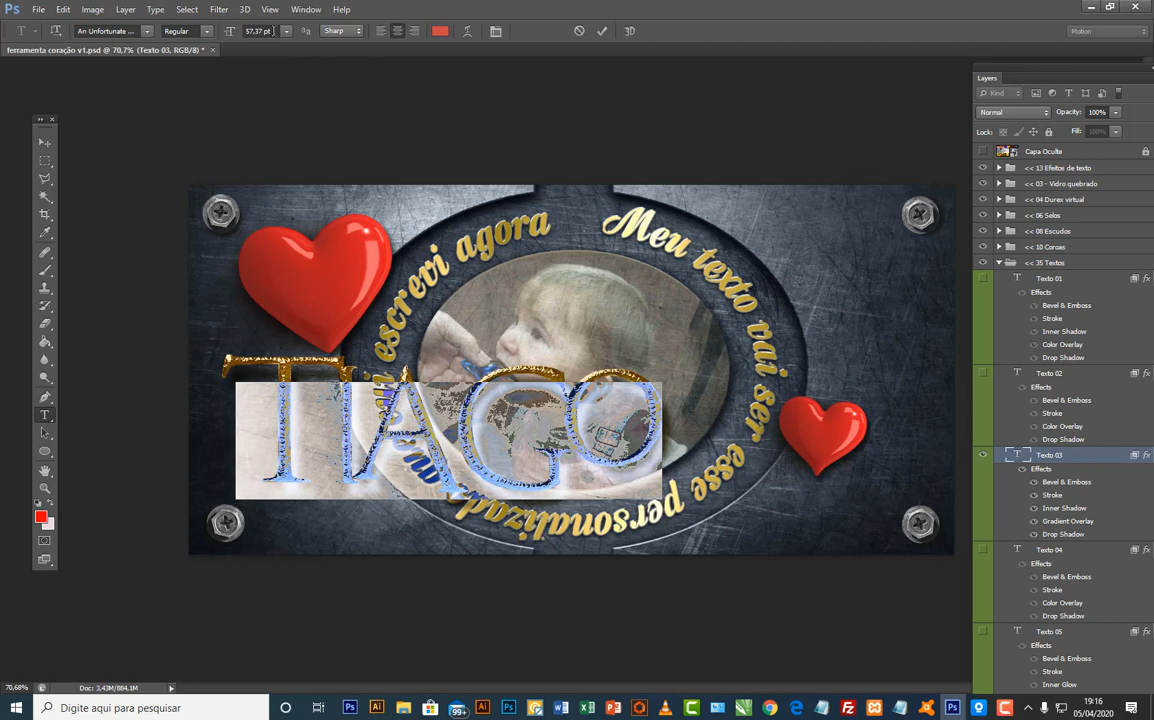 Ps File Edit Image Layer Type Select Filter 3D View Window Help
An Unfortunate ... Regular 57,37 pt Sharp 3D Motion
ferramenta coração v1.psd @ 70,7% (Texto 03, RGB/8) *
Layers
Kind
Normal Opacity: 100%
Lock: Fill: 100%
Capa Oculte
<< 13 Efeitos de texto
<< 03 - Vidro quebrado
<< 04 Durex virtual
<< 06 Selos
<< 08 Escudos
<< 10 Coroas
<< 35 Textos
Texto 01
Effects
Bevel & Emboss
Stroke
Inner Shadow
Color Overlay
Drop Shadow
Texto 02
Effects
Bevel & Emboss
Stroke
Drop Shadow
Texto 03
Effects
Bevel & Emboss
Stroke
Inner Shadow
Gradient Overlay
Drop Shadow
Texto 04
Effects
Bevel & Emboss
Stroke
Color Overlay
Drop Shadow
Texto 05
Effects
Bevel & Emboss
Stroke
Inner Glow
Meu texto vai ser
esse personalizado
escrevi agora
TIAGO
70,68% Doc: 3,43M/884,1M
Digite aqui para pesquisar
99+
19:16
05/04/2020